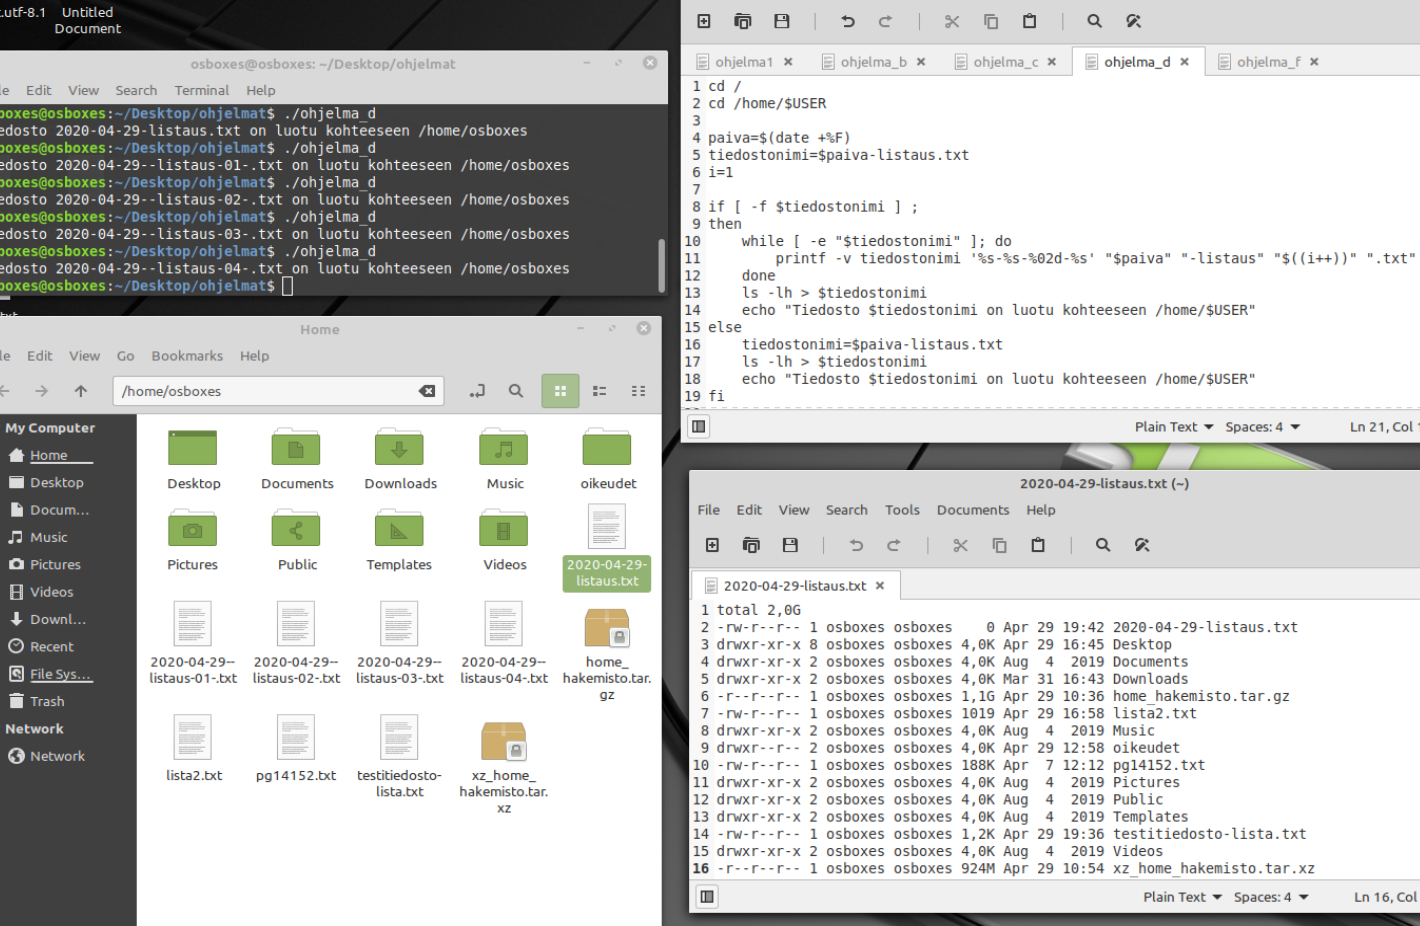 .utf-8.1 Untitled
Document
osboxes@osboxes: ~/Desktop/ohjelmat
Edit View Search Terminal Help
boxes@osboxes:~/Desktop/ohjelmat$ ./ohjelma_d
edosto 2020-04-29-listaus.txt on luotu kohteeseen /home/osboxes
boxes@osboxes:~/Desktop/ohjelmat$ ./ohjelma_d
edosto 2020-04-29--listaus-01-.txt on luotu kohteeseen /home/osboxes
boxes@osboxes:~/Desktop/ohjelmat$ ./ohjelma_d
edosto 2020-04-29--listaus-02-.txt on luotu kohteeseen /home/osboxes
boxes@osboxes:~/Desktop/ohjelmat$ ./ohjelma_d
edosto 2020-04-29--listaus-03-.txt on luotu kohteeseen /home/osboxes
boxes@osboxes:~/Desktop/ohjelmat$ ./ohjelma_d
edosto 2020-04-29--listaus-04-.txt on luotu kohteeseen /home/osboxes
boxes@osboxes:~/Desktop/ohjelmat$
Home
Edit View Go Bookmarks Help
/home/osboxes
My Computer
Home
Desktop
Docum...
Music
Pictures
Videos
Downl...
Recent
File Sys...
Trash
Network
Network
Desktop
Documents
Downloads
Music
oikeudet
Pictures
Public
Templates
Videos
2020-04-29-
listaus.txt
2020-04-29--
listaus-01-.txt
2020-04-29--
listaus-02-.txt
2020-04-29--
listaus-03-.txt
2020-04-29--
listaus-04-.txt
home_
hakemisto.tar.
gz
lista2.txt
pg14152.txt
testitiedosto-
lista.txt
xz_home_
hakemisto.tar.
xz
ohjelma1 ohjelma_b ohjelma_c ohjelma_d ohjelma_f
1 cd /
2 cd /home/$USER
3
4 paiva=$(date +%F)
5 tiedostonimi=$paiva-listaus.txt
6 i=1
7
8 if [ -f $tiedostonimi ] ;
9 then
10 while [ -e "$tiedostonimi" ]; do
11 printf -v tiedostonimi '%s-%s-%02d-%s' "$paiva" "-listaus" "$((i++))" ".txt"
12 done
13 ls -lh > $tiedostonimi
14 echo "Tiedosto $tiedostonimi on luotu kohteeseen /home/$USER"
15 else
16 tiedostonimi=$paiva-listaus.txt
17 ls -lh > $tiedostonimi
18 echo "Tiedosto $tiedostonimi on luotu kohteeseen /home/$USER"
19 fi
Plain Text Spaces: 4 Ln 21, Col
2020-04-29-listaus.txt (~)
File Edit View Search Tools Documents Help
2020-04-29-listaus.txt
1 total 2,0G
2 -rw-r--r-- 1 osboxes osboxes 0 Apr 29 19:42 2020-04-29-listaus.txt
3 drwxr-xr-x 8 osboxes osboxes 4,0K Apr 29 16:45 Desktop
4 drwxr-xr-x 2 osboxes osboxes 4,0K Aug 4 2019 Documents
5 drwxr-xr-x 2 osboxes osboxes 4,0K Mar 31 16:43 Downloads
6 -r--r--r-- 1 osboxes osboxes 1,1G Apr 29 10:36 home_hakemisto.tar.gz
7 -rw-r--r-- 1 osboxes osboxes 1019 Apr 29 16:58 lista2.txt
8 drwxr-xr-x 2 osboxes osboxes 4,0K Aug 4 2019 Music
9 drwxr--r-- 2 osboxes osboxes 4,0K Apr 29 12:58 oikeudet
10 -rw-r--r-- 1 osboxes osboxes 188K Apr 7 12:12 pg14152.txt
11 drwxr-xr-x 2 osboxes osboxes 4,0K Aug 4 2019 Pictures
12 drwxr-xr-x 2 osboxes osboxes 4,0K Aug 4 2019 Public
13 drwxr-xr-x 2 osboxes osboxes 4,0K Aug 4 2019 Templates
14 -rw-r--r-- 1 osboxes osboxes 1,2K Apr 29 19:36 testitiedosto-lista.txt
15 drwxr-xr-x 2 osboxes osboxes 4,0K Aug 4 2019 Videos
16 -r--r--r-- 1 osboxes osboxes 924M Apr 29 10:54 xz_home_hakemisto.tar.xz
Plain Text Spaces: 4 Ln 16, Col